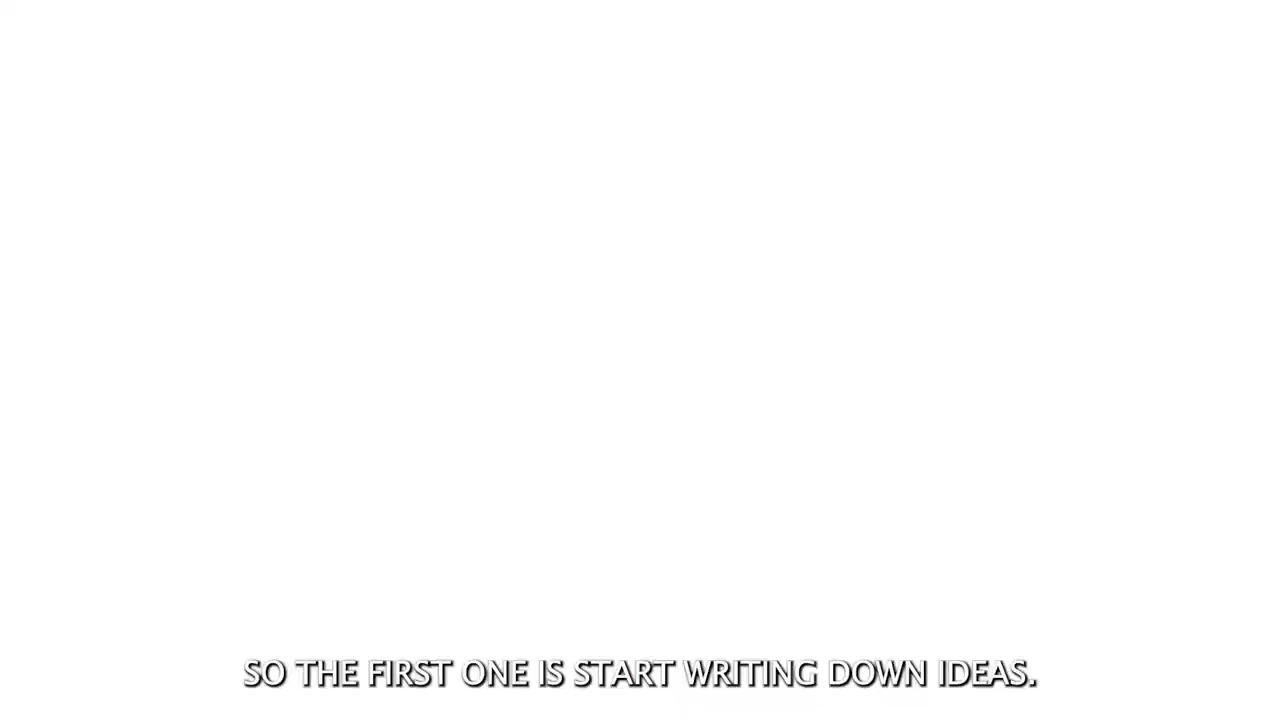 SO THE FIRST ONE IS START WRITING DOWN IDEAS.